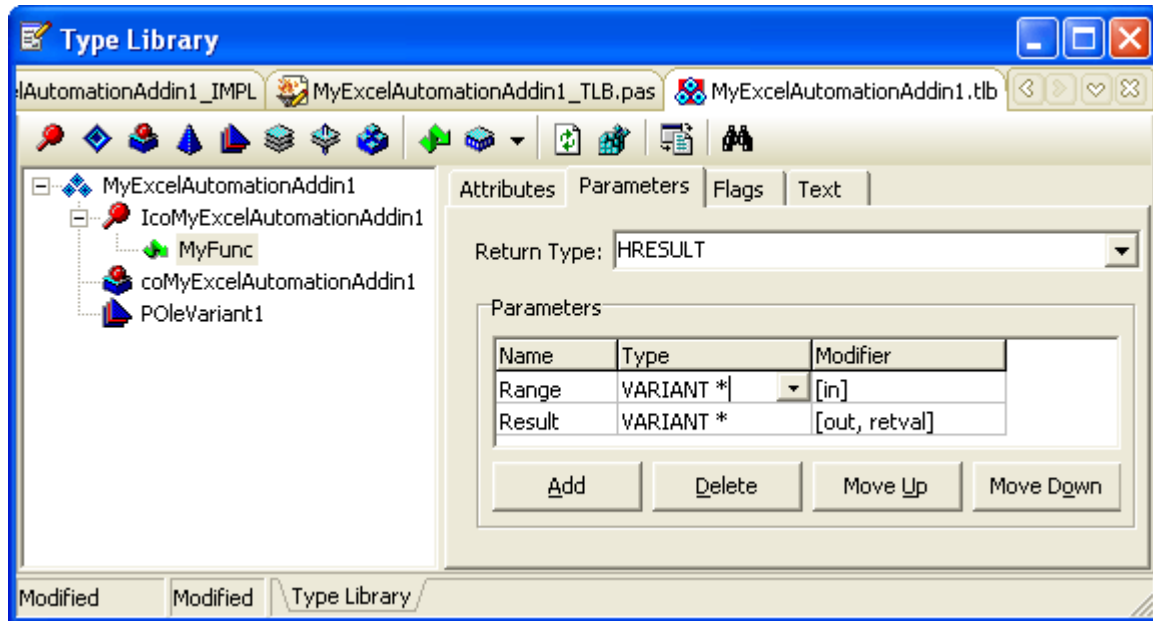 Type Library
lAutomationAddin1_IMPL MyExcelAutomationAddin1_TLB.pas MyExcelAutomationAddin1.tlb
MyExcelAutomationAddin1
IcoMyExcelAutomationAddin1
MyFunc
coMyExcelAutomationAddin1
POleVariant1
Attributes Parameters Flags Text
Return Type: HRESULT
Parameters
Name Type Modifier
Range VARIANT * [in]
Result VARIANT * [out, retval]
Add Delete Move Up Move Down
Modified Modified Type Library